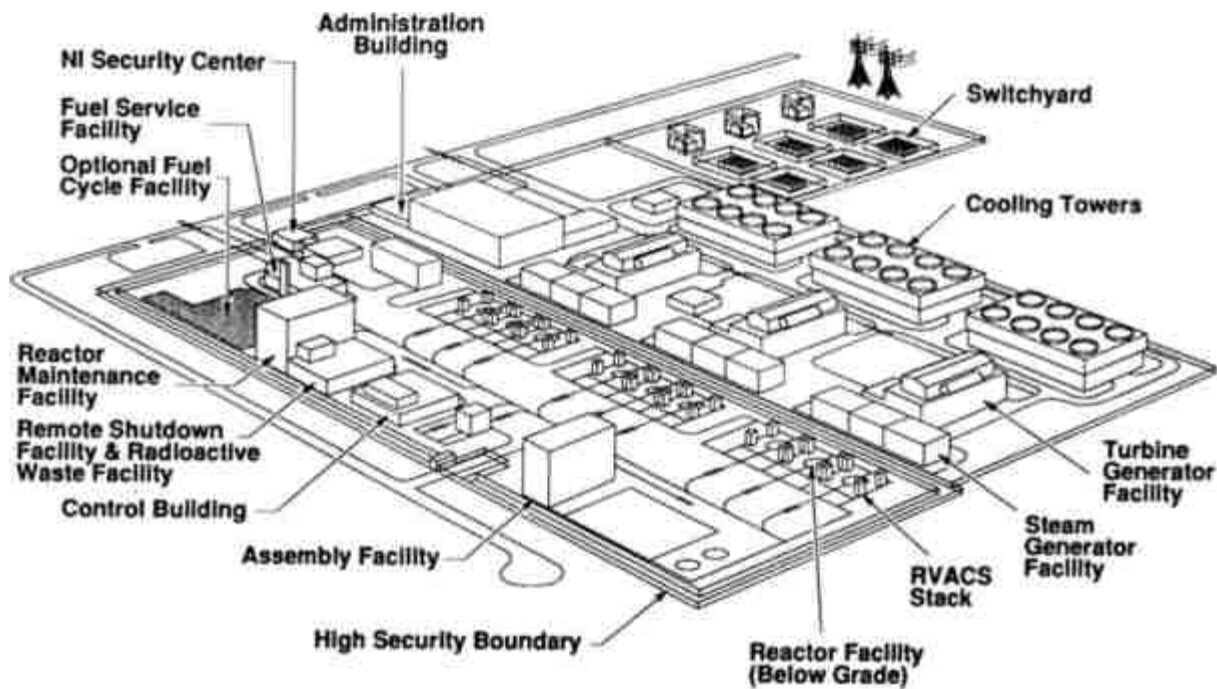 Administration
Building
NI Security Center
Fuel Service
Facility
Optional Fuel
Cycle Facility
Switchyard
Cooling Towers
Reactor
Maintenance
Facility
Remote Shutdown
Facility & Radioactive
Waste Facility
Control Building
Assembly Facility
High Security Boundary
Turbine
Generator
Facility
Steam
Generator
Facility
RVACS
Stack
Reactor Facility
(Below Grade)